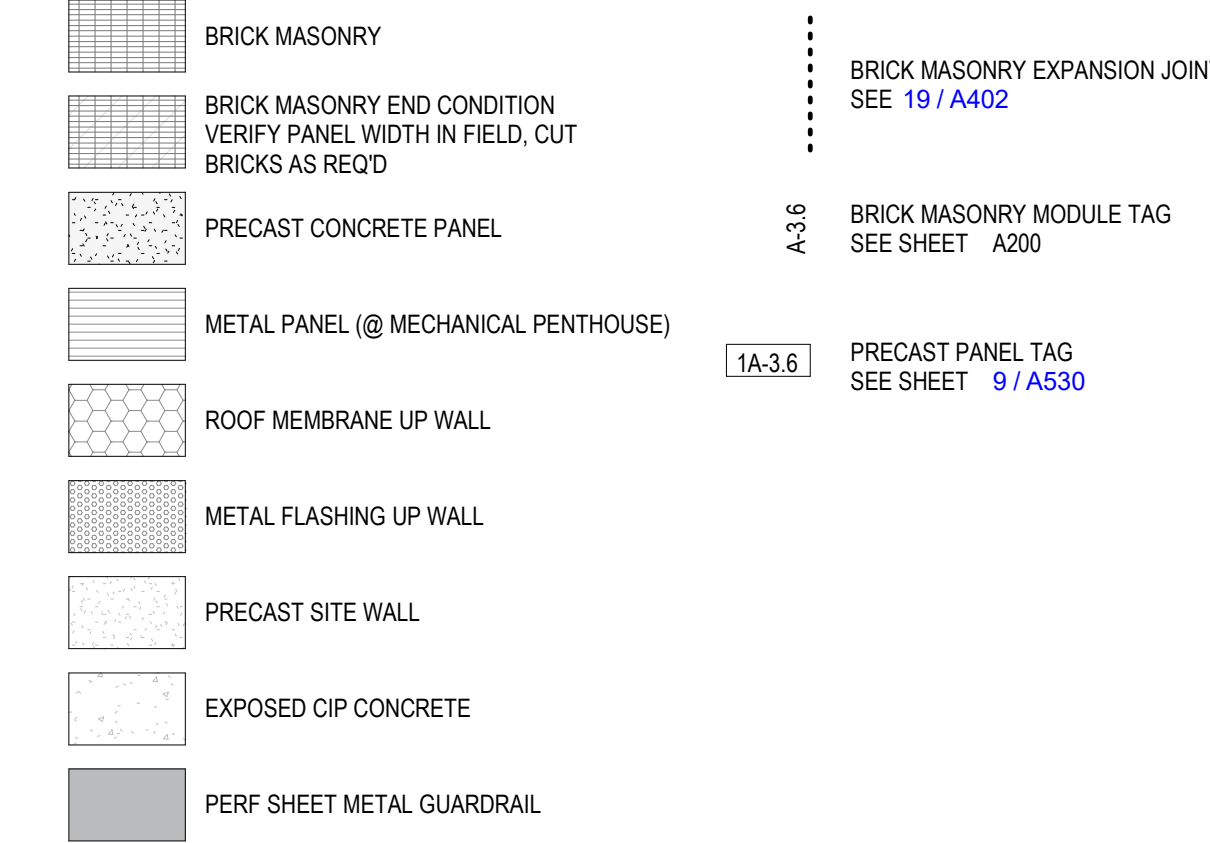 BRICK MASONRY
BRICK MASONRY END CONDITION
VERIFY PANEL WIDTH IN FIELD, CUT
BRICKS AS REQ'D
PRECAST CONCRETE PANEL
METAL PANEL (@ MECHANICAL PENTHOUSE)
ROOF MEMBRANE UP WALL
METAL FLASHING UP WALL
PRECAST SITE WALL
EXPOSED CIP CONCRETE
PERF SHEET METAL GUARDRAIL
BRICK MASONRY EXPANSION JOINT
SEE 19 / A402
A-3.6
BRICK MASONRY MODULE TAG
SEE SHEET A200
1A-3.6
PRECAST PANEL TAG
SEE SHEET 9 / A530